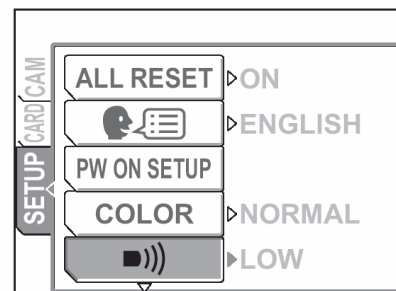 CAM
CARD
SETUP
ALL RESET ON
ENGLISH
PW ON SETUP
COLOR NORMAL
LOW